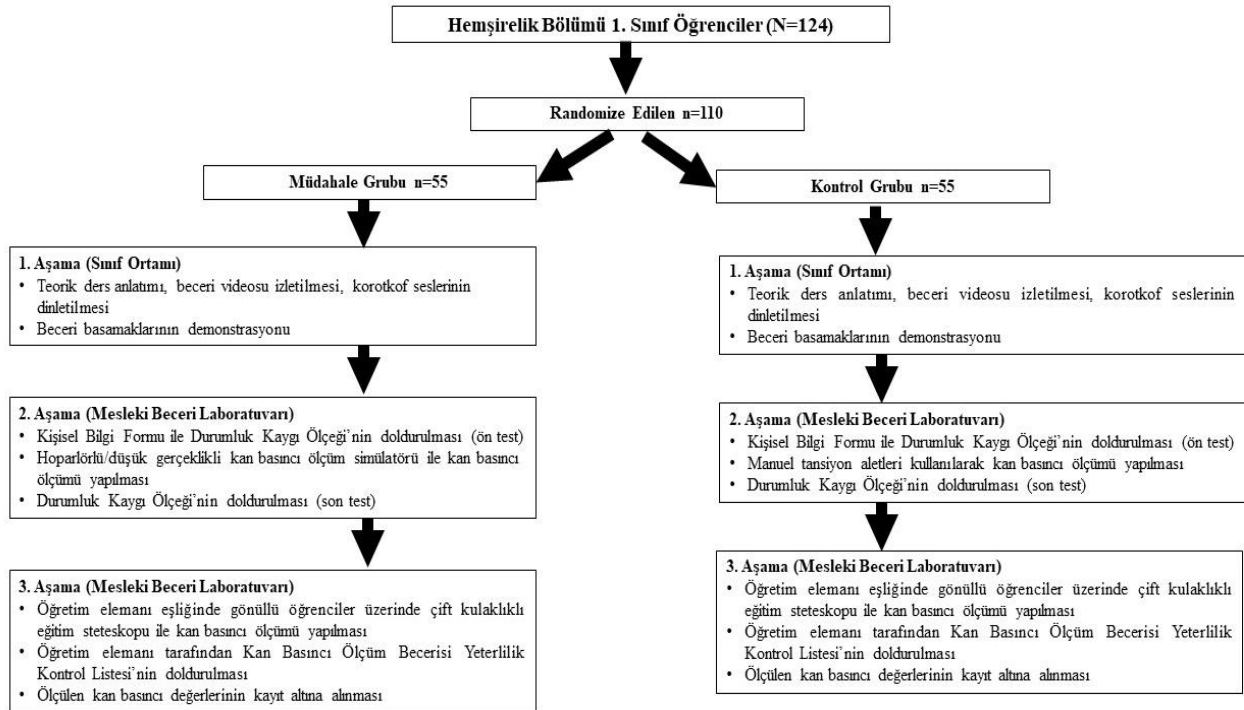 Hemşirelik Bölümü 1. Sınıf Öğrenciler (N=124)
Randomize Edilen n=110
Müdahale Grubu n=55
1. Aşama (Sınıf Ortamı)
• Teorik ders anlatımı, beceri videosu izletilmesi, korotkof seslerinin
dinletilmesi
• Beceri basamaklarının demonstrasyonu
2. Aşama (Mesleki Beceri Laboratuvarı)
• Kişisel Bilgi Formu ile Durumluk Kaygı Ölçeği’nin doldurulması (ön test)
• Hoparlörlü/düşük gerçeklikli kan basıncı ölçüm simülatörü ile kan basıncı
ölçümü yapılması
• Durumluk Kaygı Ölçeği’nin doldurulması (son test)
3. Aşama (Mesleki Beceri Laboratuvarı)
• Öğretim elemanı eşliğinde gönüllü öğrenciler üzerinde çift kulaklıklı
eğitim steteskopu ile kan basıncı ölçümü yapılması
• Öğretim elemanı tarafından Kan Basıncı Ölçüm Becerisi Yeterlilik
Kontrol Listesi’nin doldurulması
• Ölçülen kan basıncı değerlerinin kayıt altına alınması
Kontrol Grubu n=55
1. Aşama (Sınıf Ortamı)
• Teorik ders anlatımı, beceri videosu izletilmesi, korotkof seslerinin
dinletilmesi
• Beceri basamaklarının demonstrasyonu
2. Aşama (Mesleki Beceri Laboratuvarı)
• Kişisel Bilgi Formu ile Durumluk Kaygı Ölçeği’nin doldurulması (ön test)
• Manuel tansiyon aletleri kullanılarak kan basıncı ölçümü yapılması
• Durumluk Kaygı Ölçeği’nin doldurulması (son test)
3. Aşama (Mesleki Beceri Laboratuvarı)
• Öğretim elemanı eşliğinde gönüllü öğrenciler üzerinde çift kulaklıklı
eğitim steteskopu ile kan basıncı ölçümü yapılması
• Öğretim elemanı tarafından Kan Basıncı Ölçüm Becerisi Yeterlilik
Kontrol Listesi’nin doldurulması
• Ölçülen kan basıncı değerlerinin kayıt altına alınması